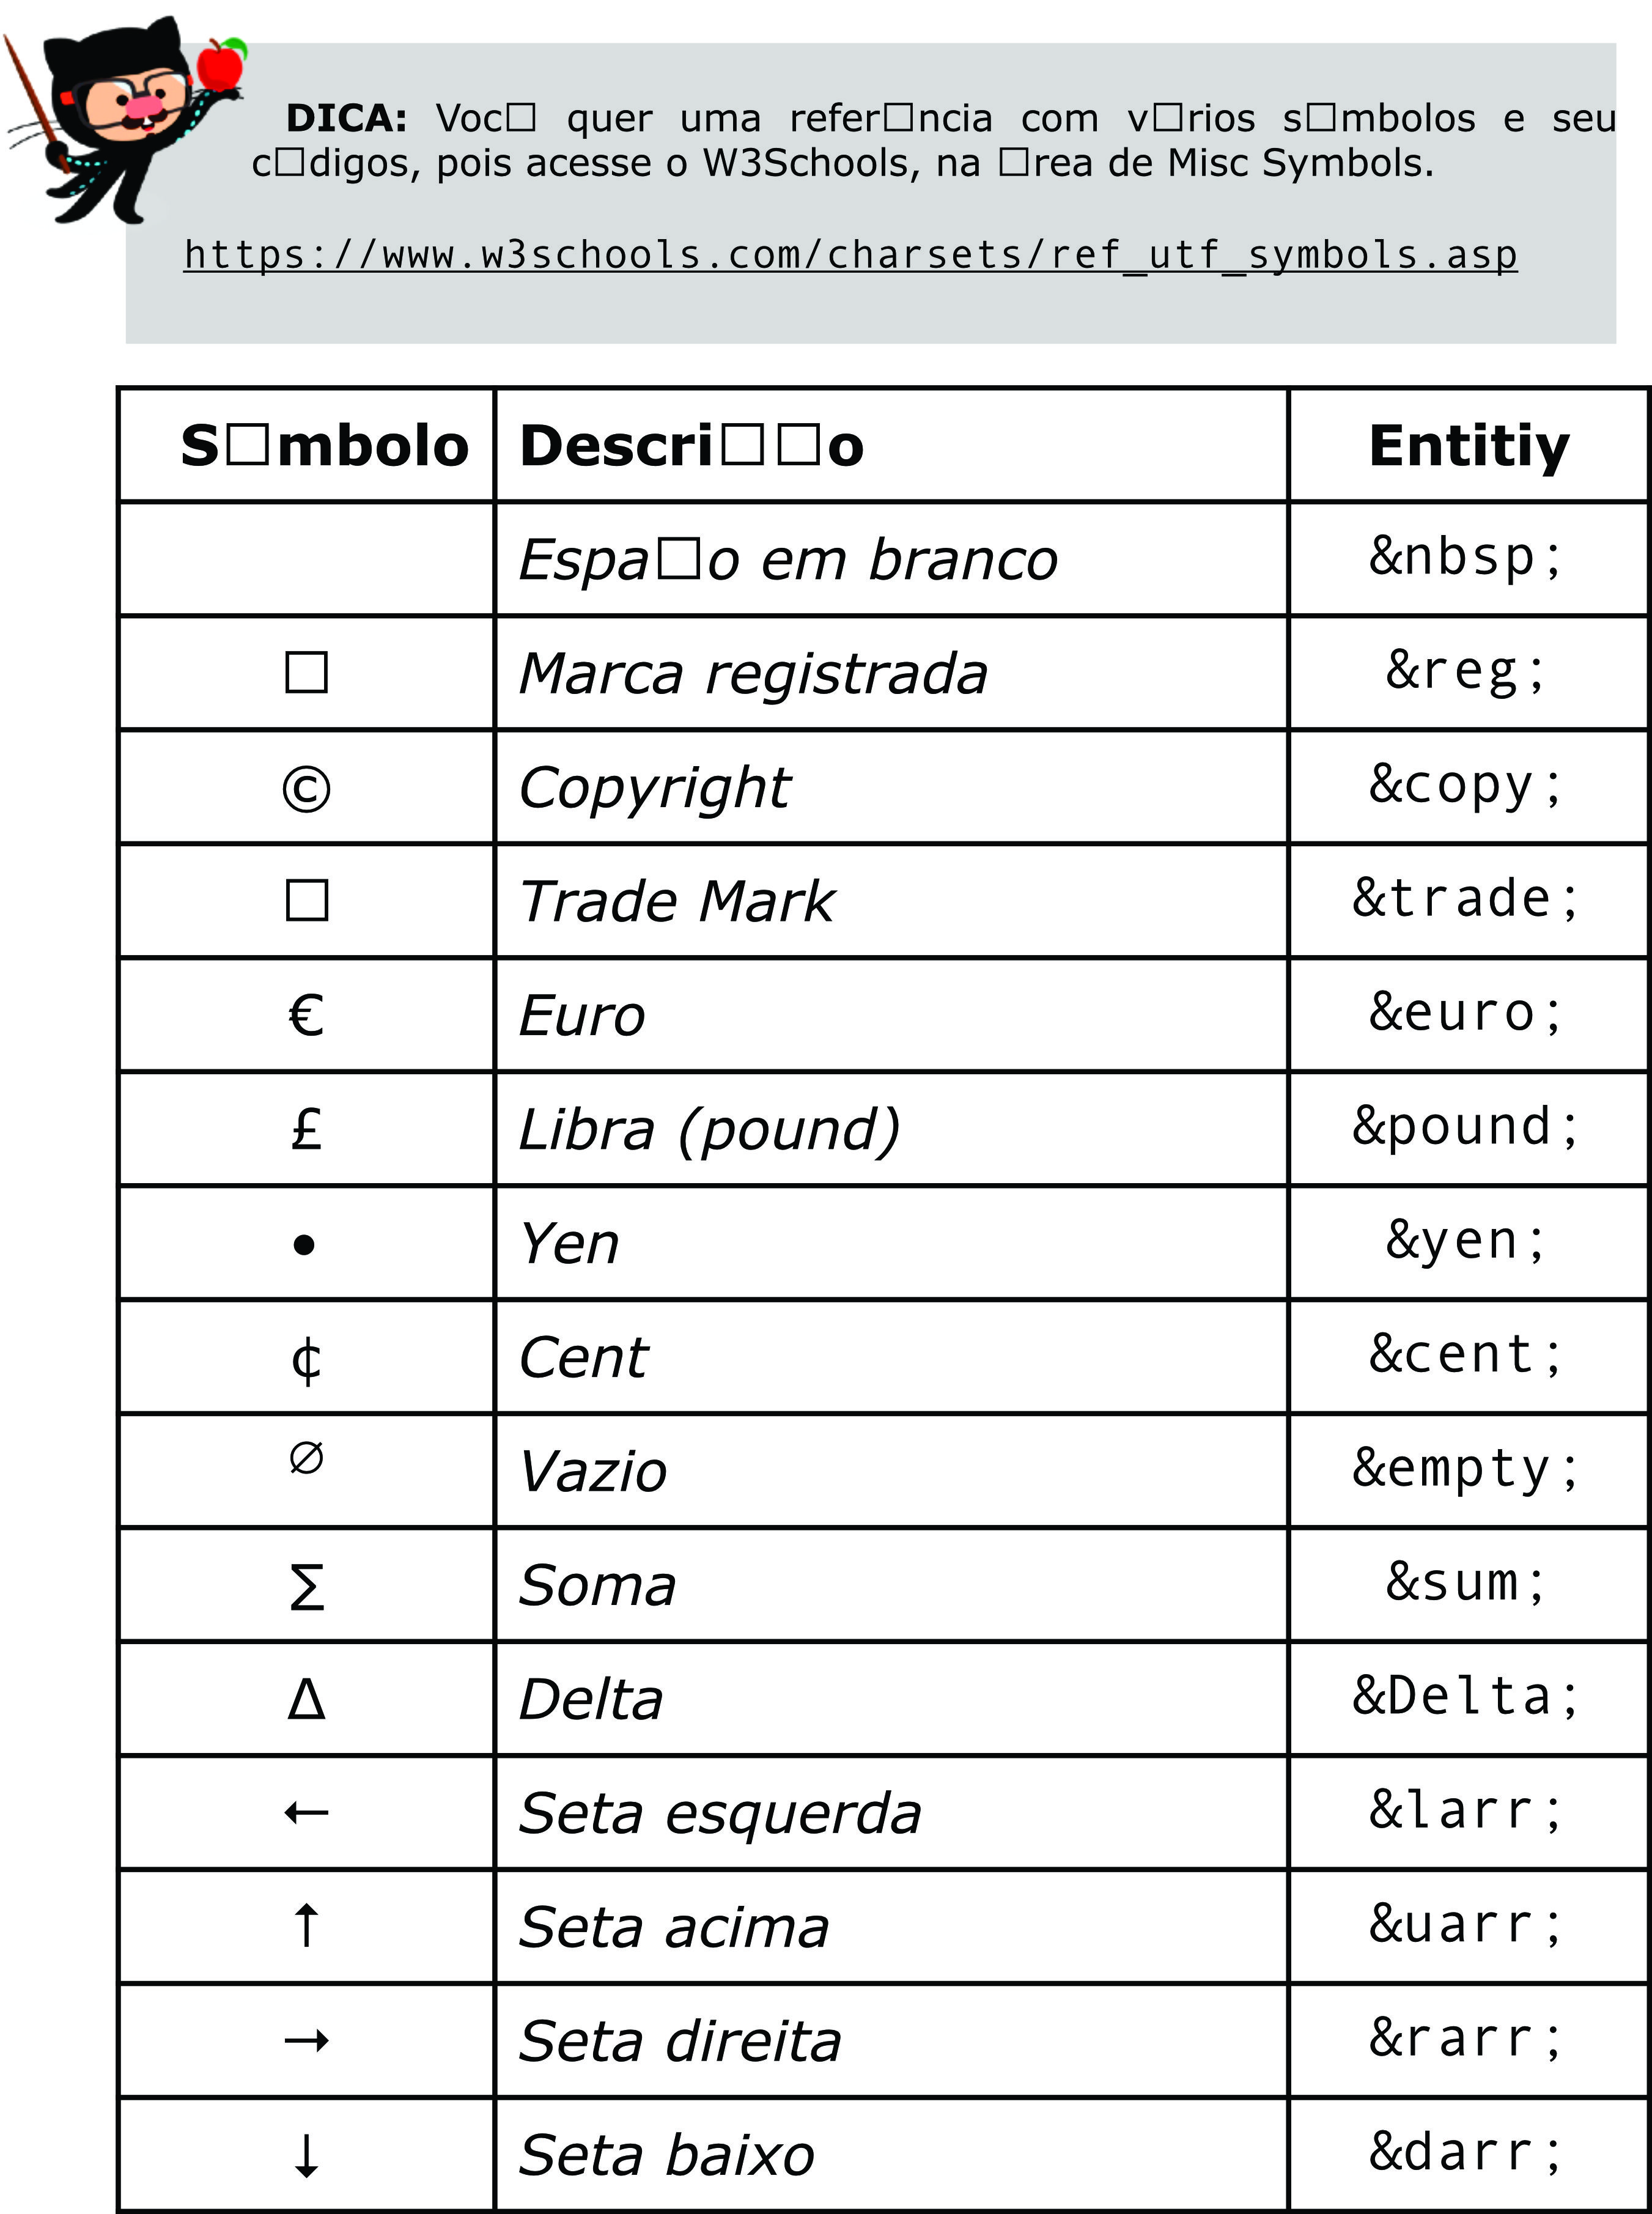 DICA: Voc□ quer uma refer□ncia com v□rios s□mbolos e seu
c□digos, pois acesse o W3Schools, na □rea de Misc Symbols.
https://www.w3schools.com/charsets/ref_utf_symbols.asp
S□mbolo Descri□□o Entitiy
Espa□o em branco &nbsp;
□ Marca registrada &reg;
© Copyright &copy;
□ Trade Mark &trade;
€ Euro &euro;
£ Libra (pound) &pound;
• Yen &yen;
¢ Cent &cent;
∅ Vazio &empty;
∑ Soma &sum;
Δ Delta &Delta;
← Seta esquerda &larr;
↑ Seta acima &uarr;
→ Seta direita &rarr;
↓ Seta baixo &darr;